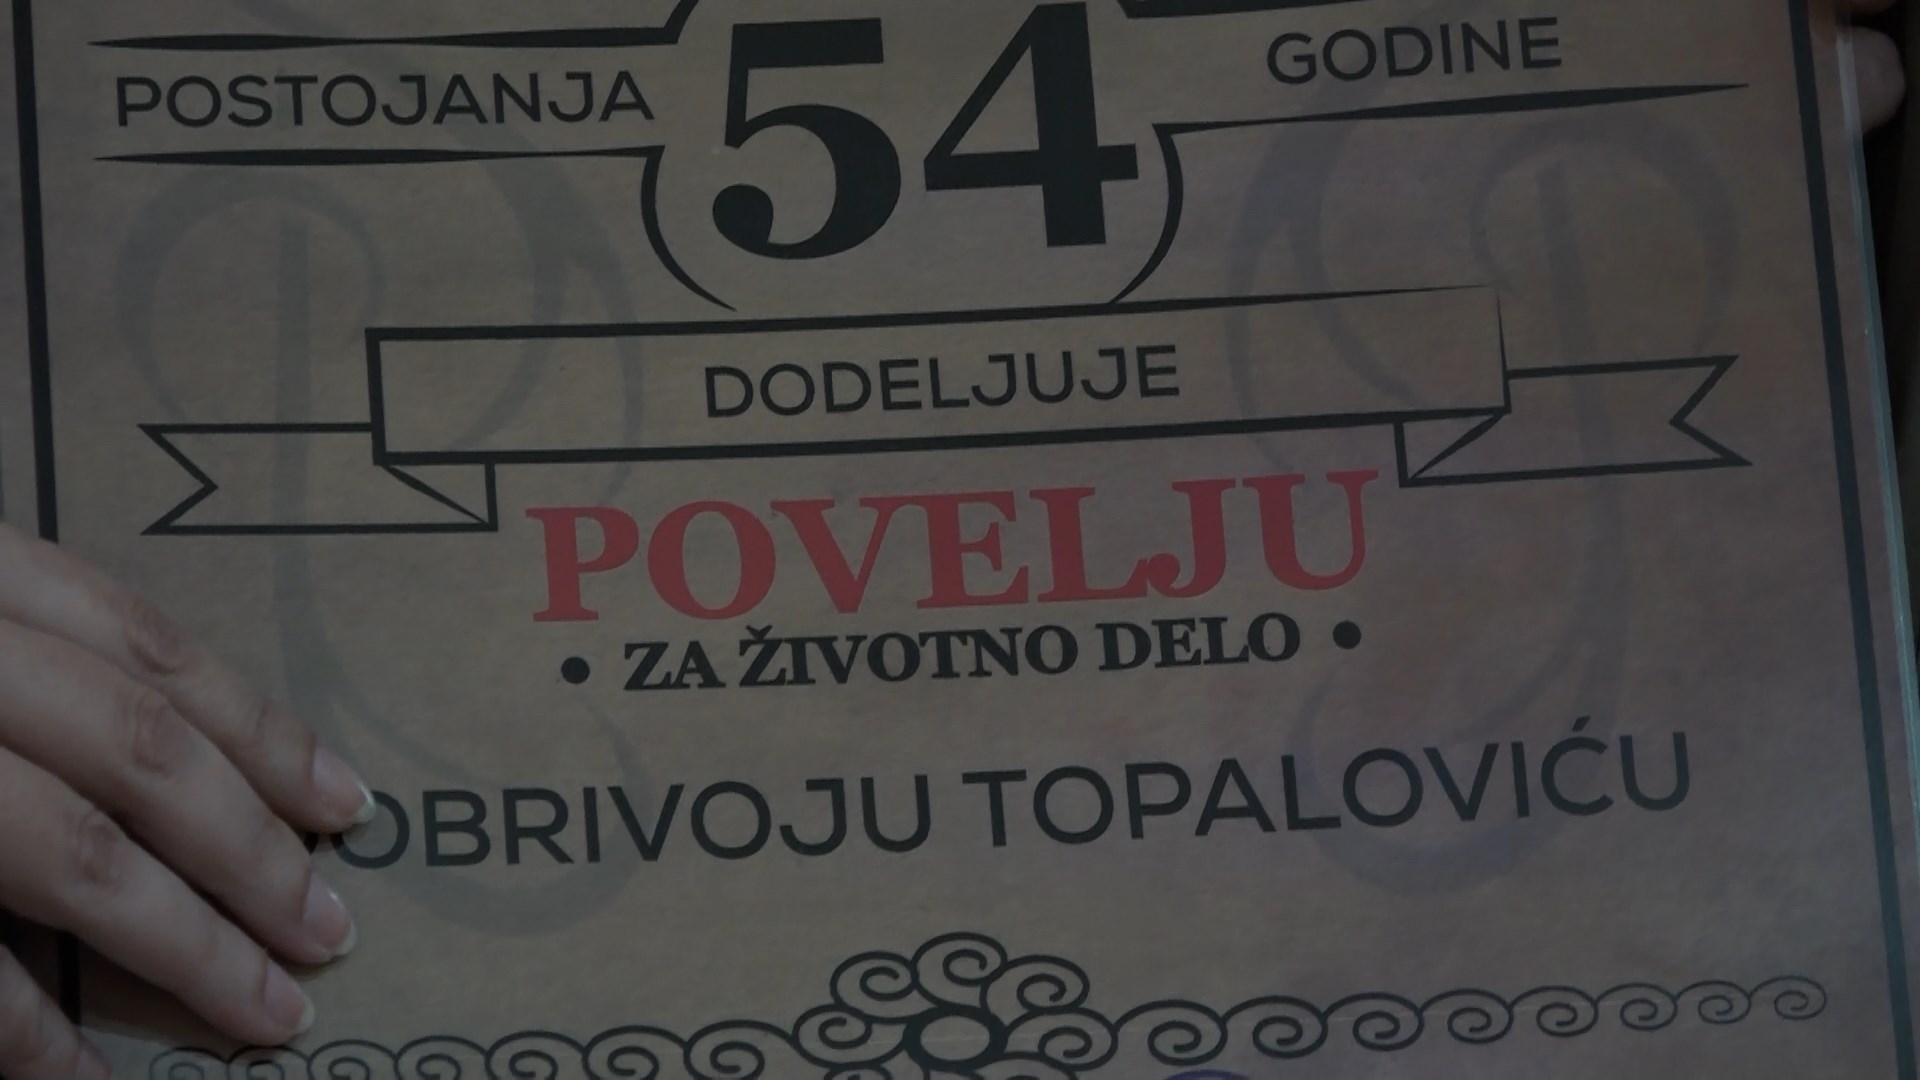 POSTOJANJA 54 GODINE
DODELJUJE
POVELJU
• ZA ŽIVOTNO DELO •
OBRIVOJU TOPALOVIĆU